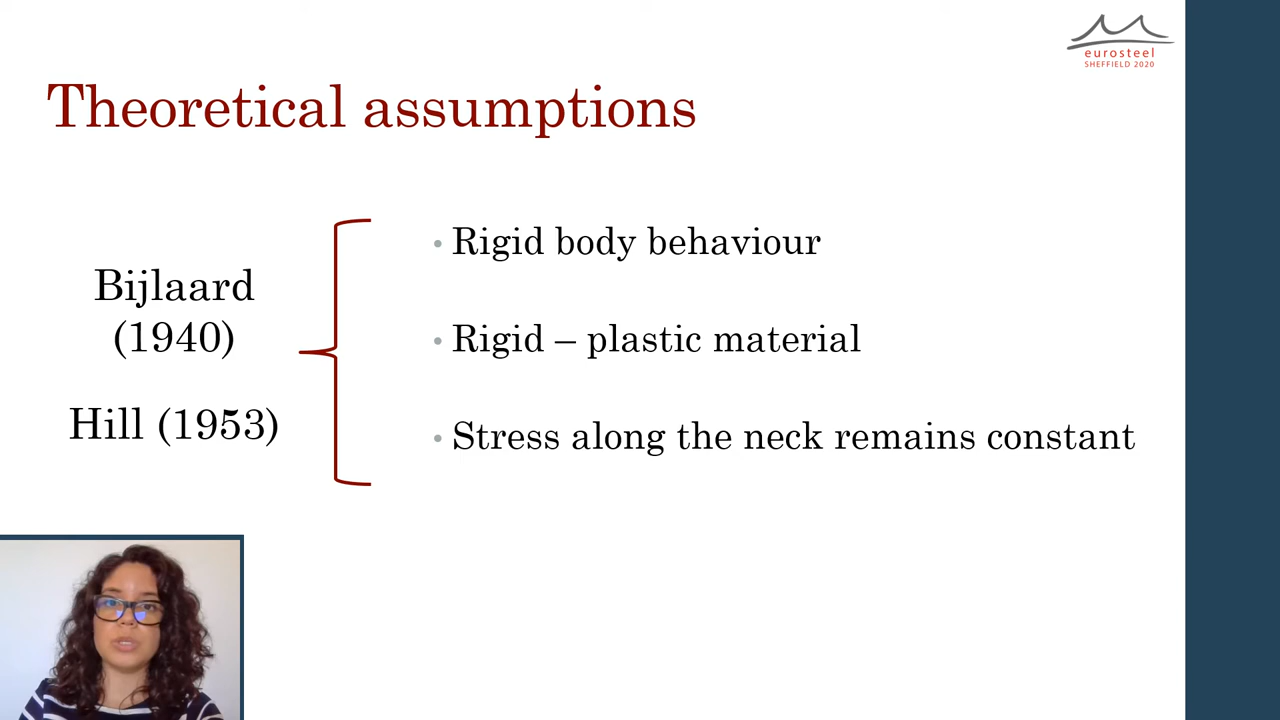 eurosteel
SHEFFIELD 2020
Theoretical assumptions
Bijlaard
(1940)
Hill (1953)
• Rigid body behaviour
• Rigid – plastic material
• Stress along the neck remains constant